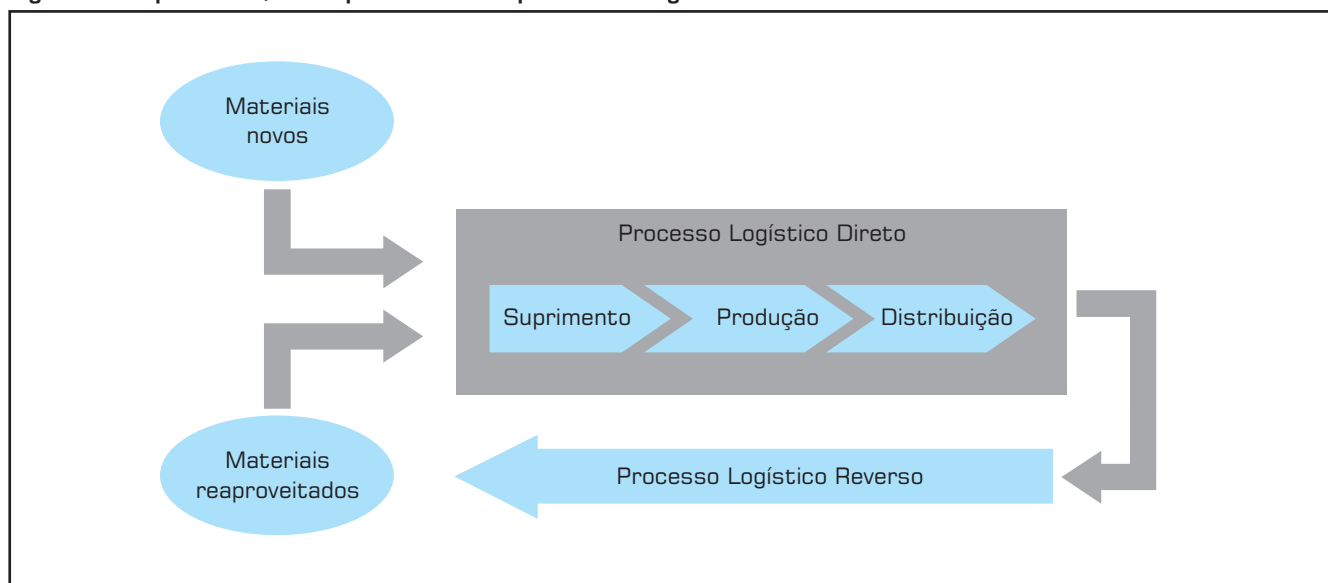 Materiais
novos
Processo Logístico Direto
Suprimento
Produção
Distribuição
Materiais
reaproveitados
Processo Logístico Reverso